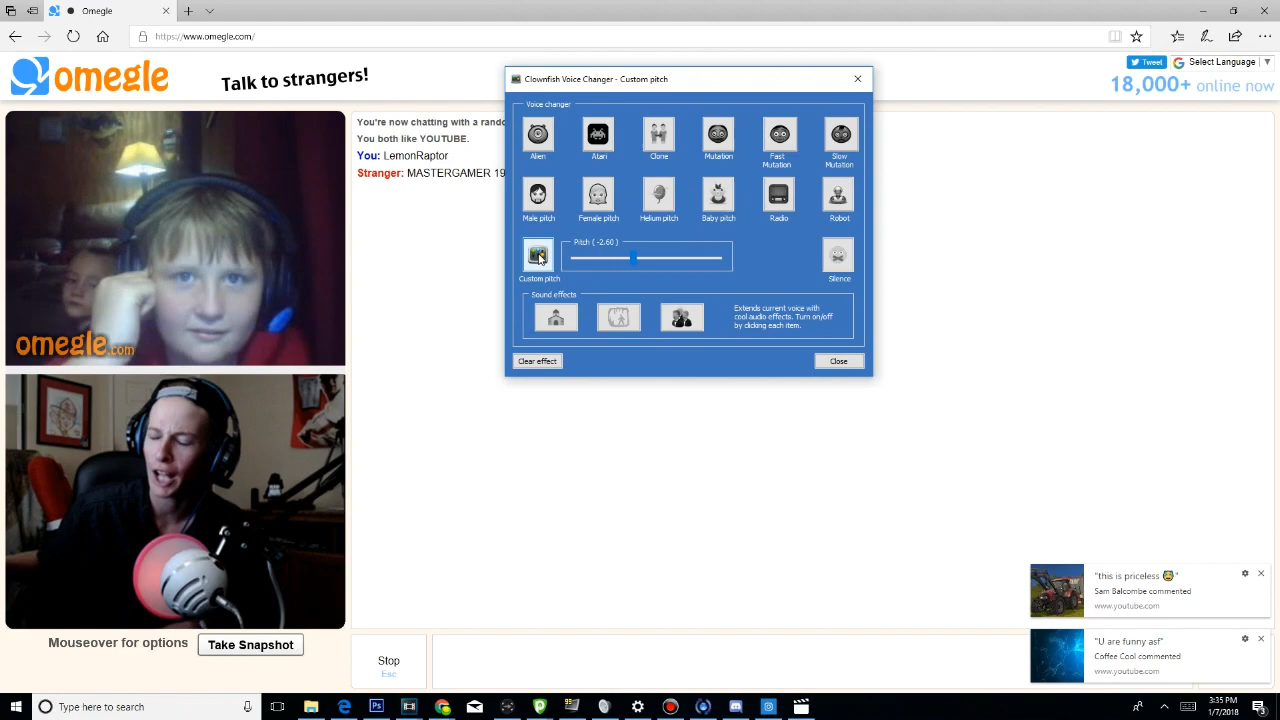 Omegle
https://www.omegle.com/
omegle
Talk to strangers!
Tweet
Select Language
18,000+ online now
You're now chatting with a rando
You both like YOUTUBE.
You: LemonRaptor
Stranger: MASTERGAMER 19
omegle.com
Mouseover for options
Take Snapshot
Stop
Esc
Clownfish Voice Changer - Custom pitch
Voice changer
Alien
Atari
Clone
Mutation
Fast Mutation
Slow Mutation
Male pitch
Female pitch
Helium pitch
Baby pitch
Radio
Robot
Custom pitch
Pitch ( -2.60 )
Silence
Sound effects
Extends current voice with
cool audio effects. Turn on/off
by clicking each item.
Clear effect
Close
"this is priceless 😂"
Sam Balcombe commented
www.youtube.com
"U are funny asf"
Coffee Cool commented
www.youtube.com
Type here to search
3:35 PM
1/7/2018